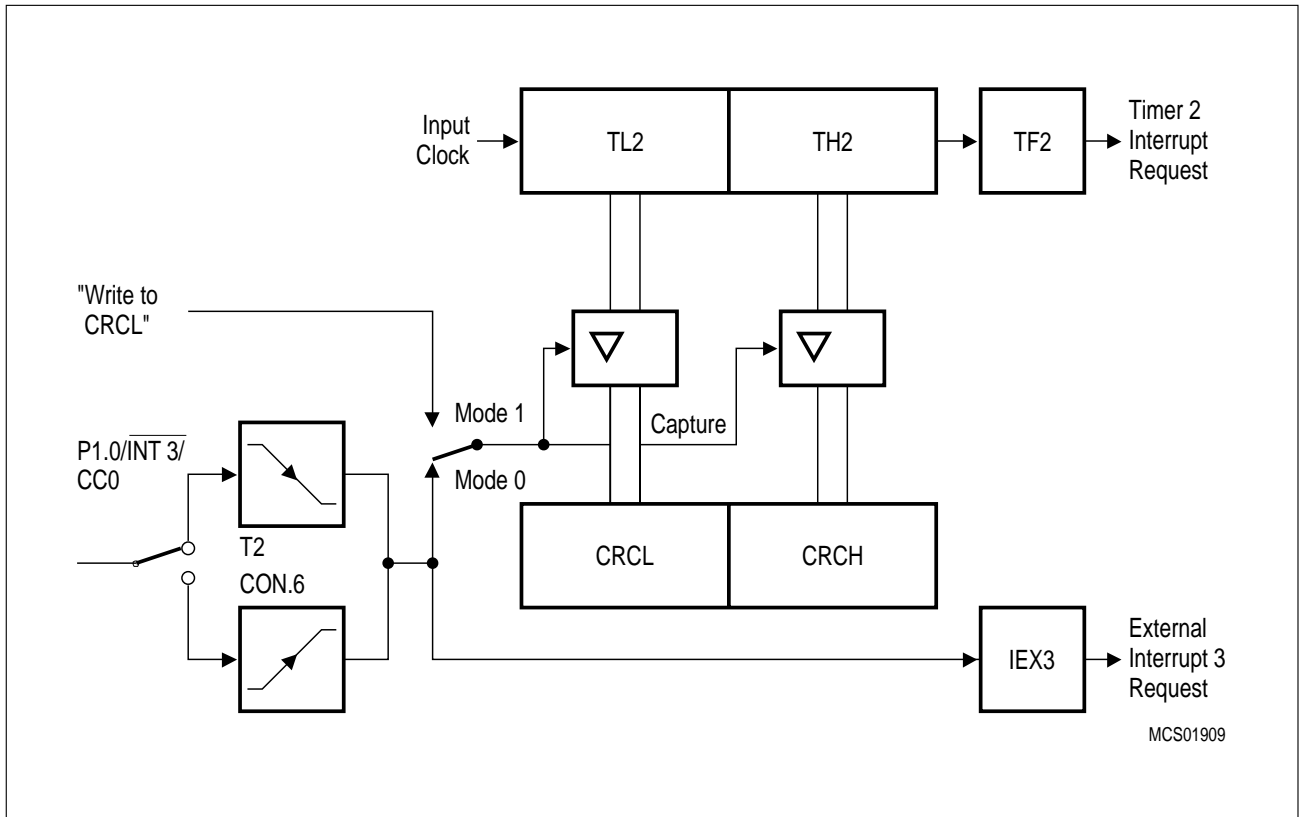 Input
Clock
TL2
TH2
TF2
Timer 2
Interrupt
Request
"Write to
CRCL"
Mode 1
Capture
P1.0/INT 3/
CC0
Mode 0
T2
CON.6
CRCL
CRCH
IEX3
External
Interrupt 3
Request
MCS01909